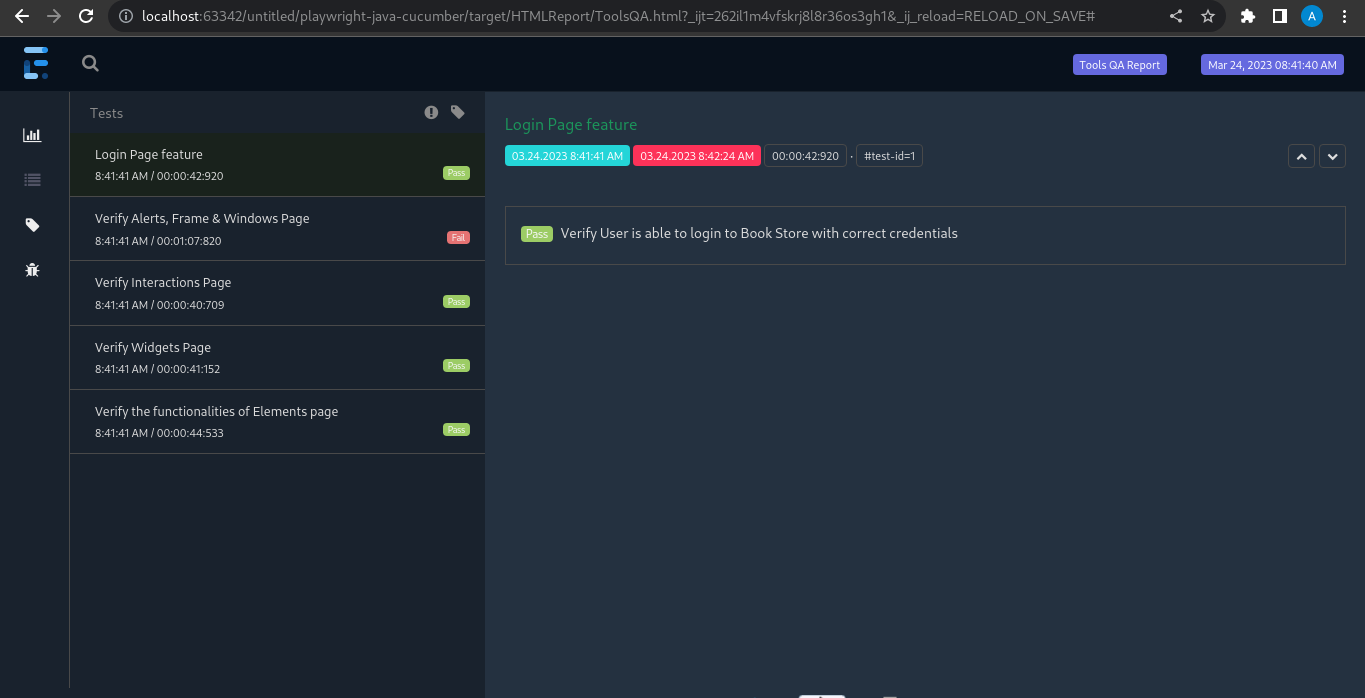 localhost:63342/untitled/playwright-java-cucumber/target/HTMLReport/ToolsQA.html?_ijt=262il1m4vfskrj8l8r36os3gh1&_ij_reload=RELOAD_ON_SAVE#
A
Tools QA Report
Mar 24, 2023 08:41:40 AM
Tests
Login Page feature
8:41:41 AM / 00:00:42:920
Pass
Verify Alerts, Frame & Windows Page
8:41:41 AM / 00:01:07:820
Fail
Verify Interactions Page
8:41:41 AM / 00:00:40:709
Pass
Verify Widgets Page
8:41:41 AM / 00:00:41:152
Pass
Verify the functionalities of Elements page
8:41:41 AM / 00:00:44:533
Pass
Login Page feature
03.24.2023 8:41:41 AM 03.24.2023 8:42:24 AM 00:00:42:920 · #test-id=1
Pass Verify User is able to login to Book Store with correct credentials